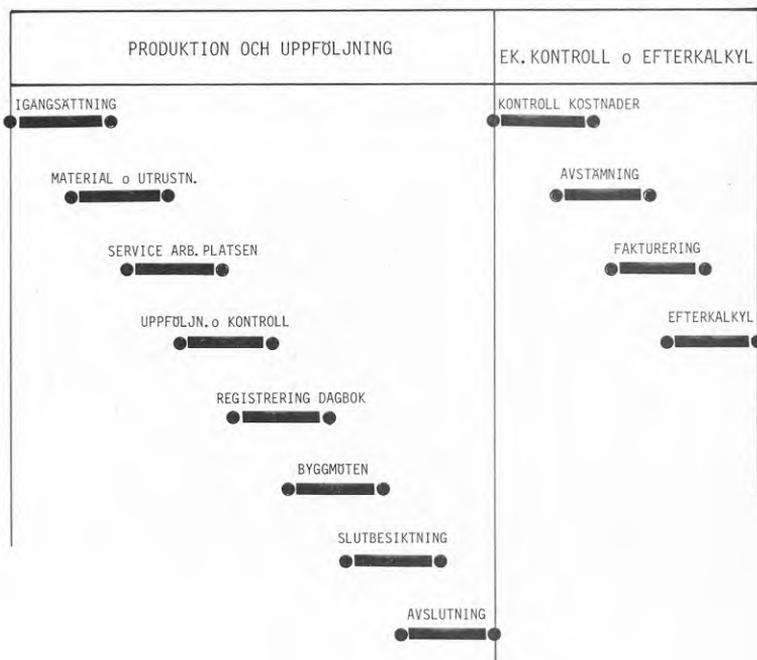 PRODUKTION OCH UPPFÖLJNING
EK. KONTROLL o EFTERKALKYL
IGÅNGSÄTTNING
MATERIAL o UTRUSTN.
SERVICE ARB. PLATSEN
UPPFÖLJN. o KONTROLL
REGISTRERING DAGBOK
BYGGMÖTEN
SLUTBESIKTNING
AVSLUTNING
KONTROLL KOSTNADER
AVSTÄMNING
FAKTURERING
EFTERKALKYL